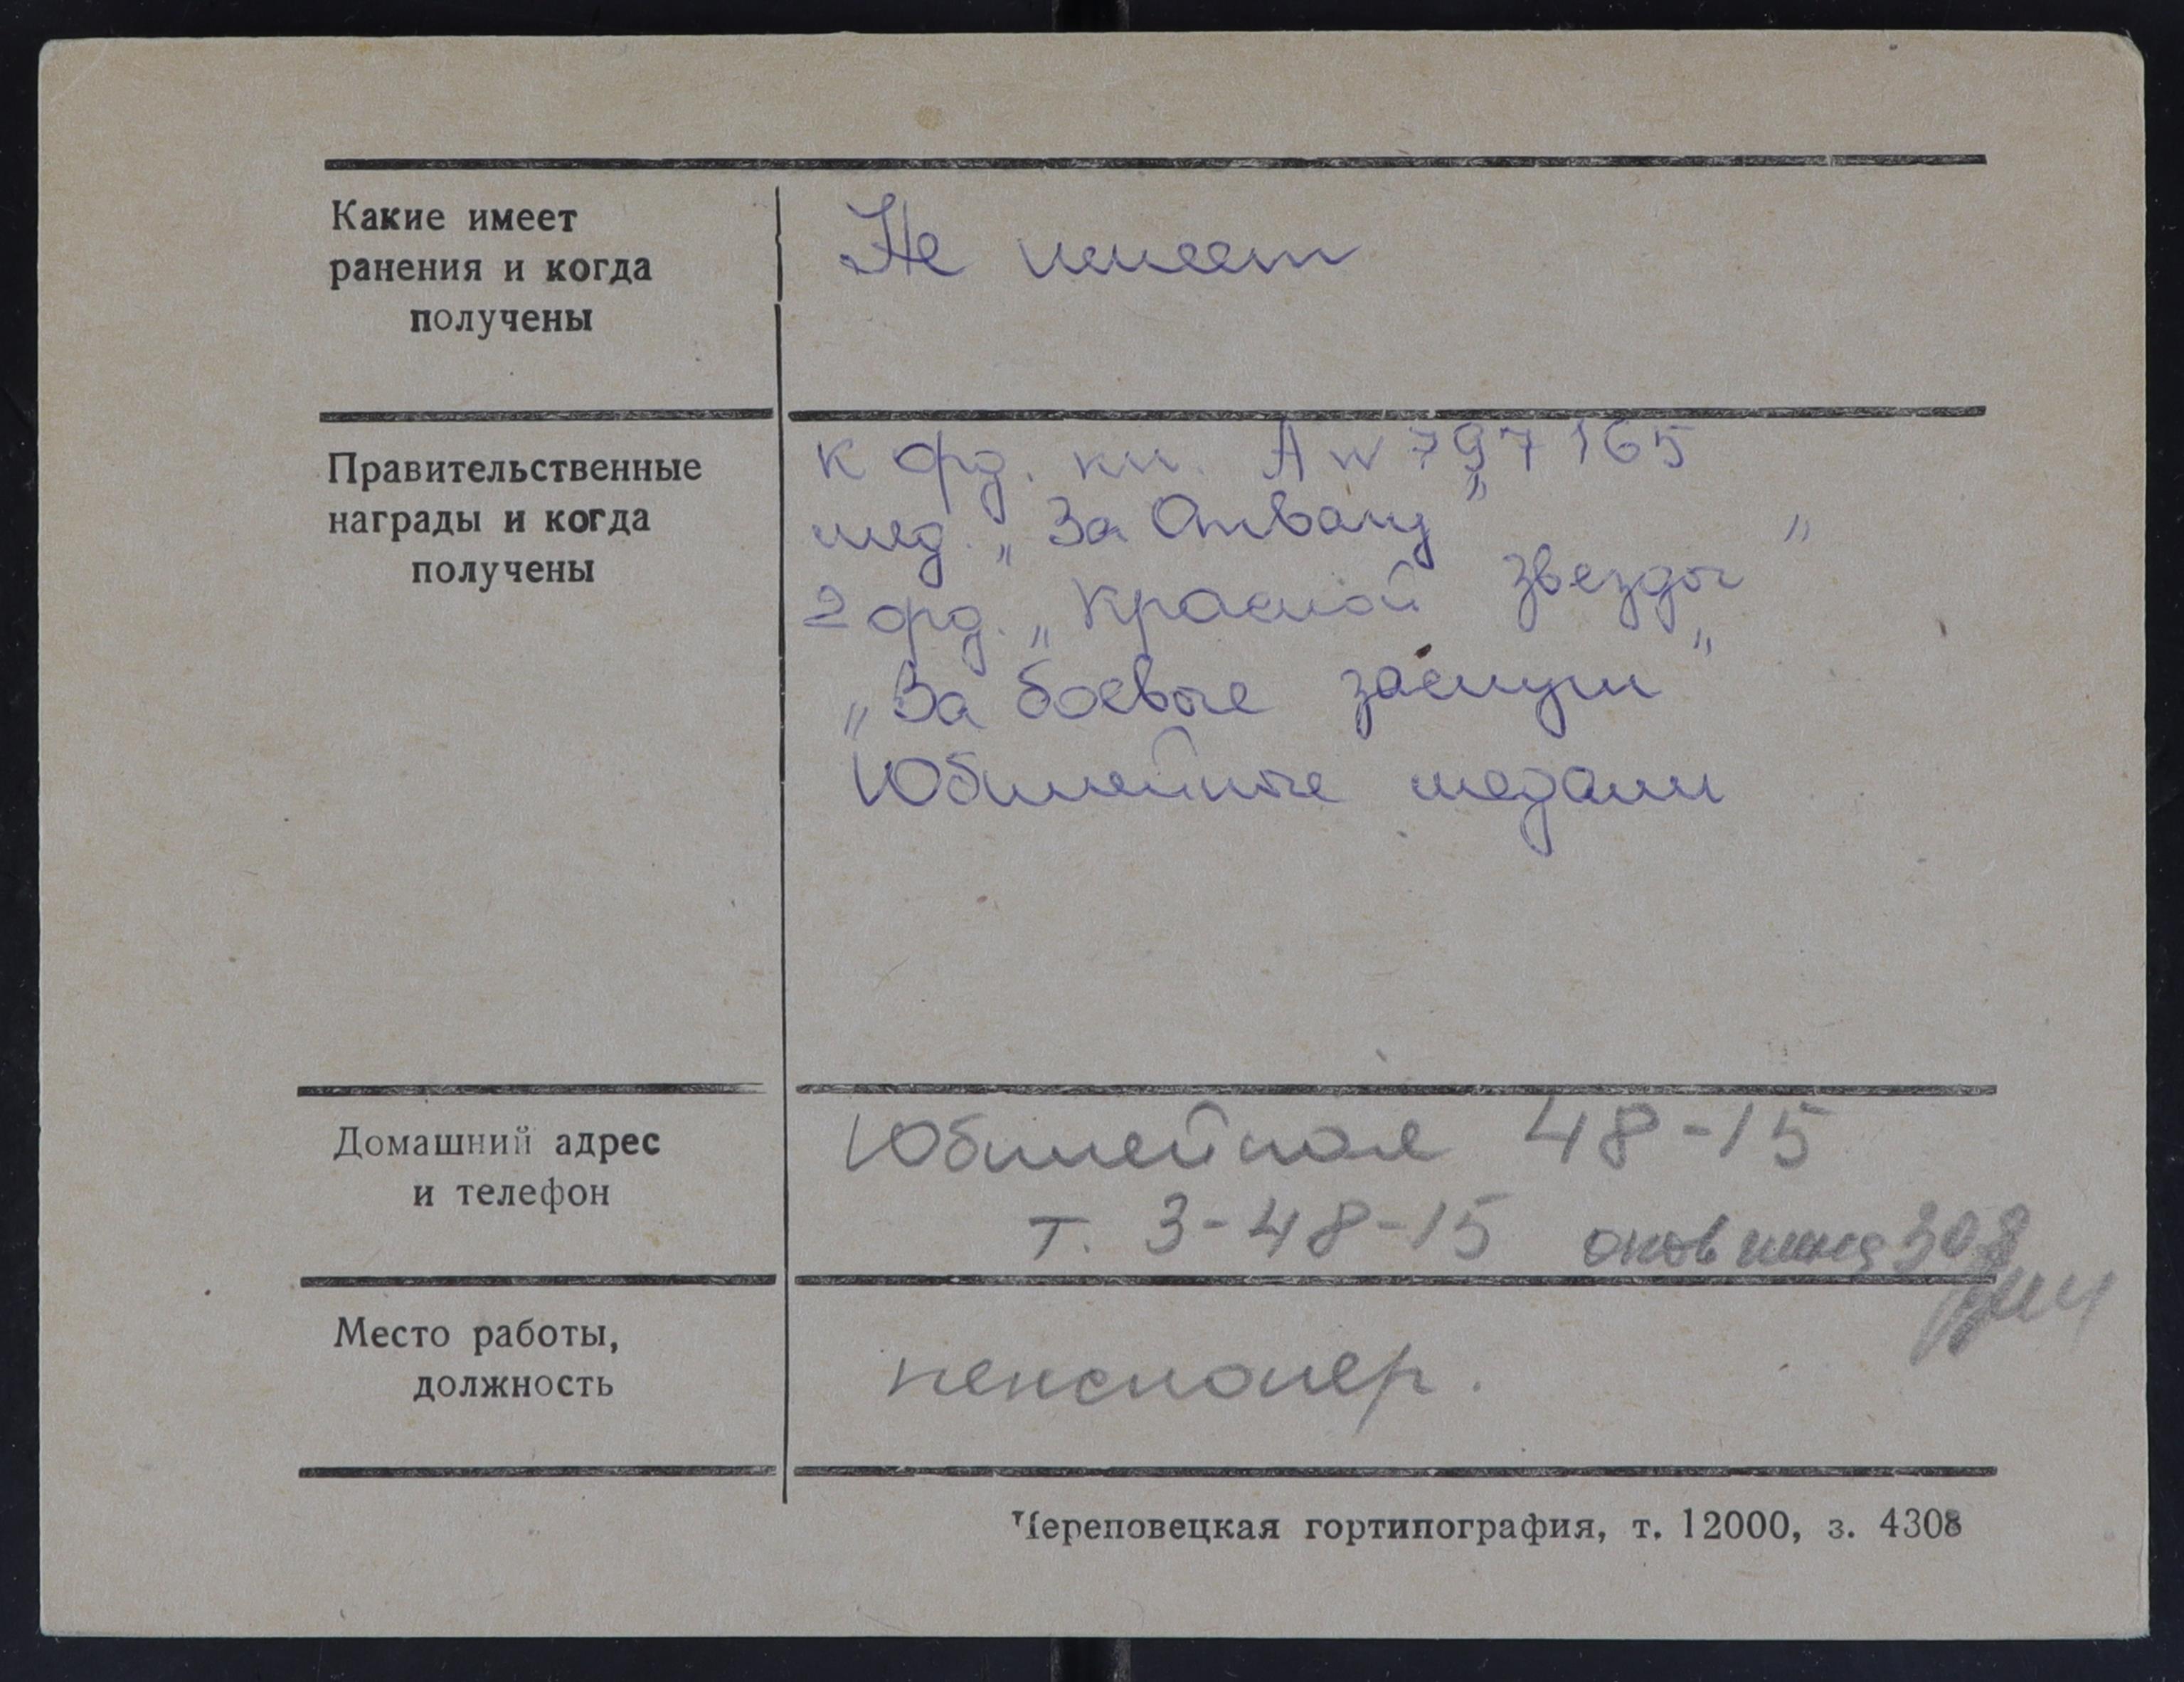 Какие имеет
ранения и когда
получены
Не имеет
Правительственные
награды и когда
получены
К орд. кн. А № 797165
мед. „За Отвагу"
2 орд. „Красной Звезды"
„За боевые заслуги"
Юбилейные медали
Домашний адрес
и телефон
Юбилейная 48-15
т. 3-48-15
308
Место работы,
должность
пенсионер.
Череповецкая гортипография, т. 12000, з. 4308